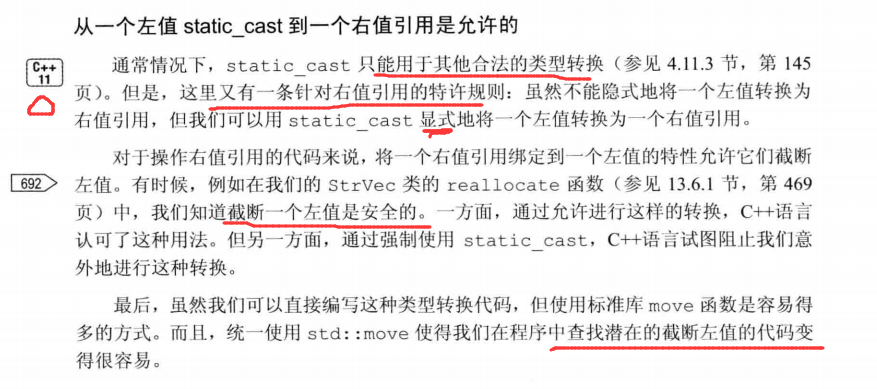 从一个左值 static_cast 到一个右值引用是允许的
C++
11
通常情况下，static_cast 只能用于其他合法的类型转换（参见 4.11.3 节，第 145
页）。但是，这里又有一条针对右值引用的特许规则：虽然不能隐式地将一个左值转换为
右值引用，但我们可以用 static_cast 显式地将一个左值转换为一个右值引用。
对于操作右值引用的代码来说，将一个右值引用绑定到一个左值的特性允许它们截断
692
左值。有时候，例如在我们的 StrVec 类的 reallocate 函数（参见 13.6.1 节，第 469
页）中，我们知道截断一个左值是安全的。一方面，通过允许进行这样的转换，C++语言
认可了这种用法。但另一方面，通过强制使用 static_cast，C++语言试图阻止我们意
外地进行这种转换。
最后，虽然我们可以直接编写这种类型转换代码，但使用标准库 move 函数是容易得
多的方式。而且，统一使用 std::move 使得我们在程序中查找潜在的截断左值的代码变
得很容易。